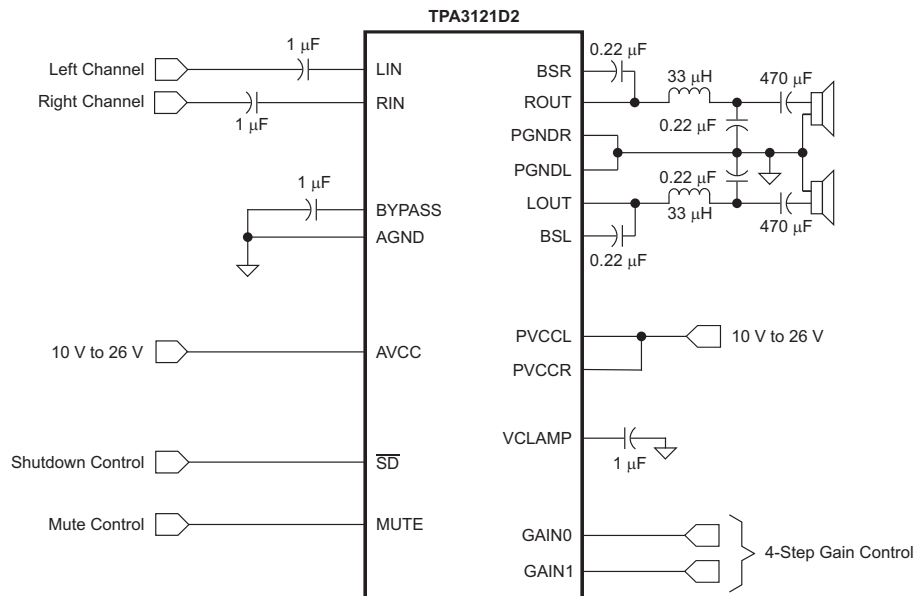 TPA3121D2
1 μF
Left Channel
LIN
Right Channel
RIN
1 μF
1 μF
BYPASS
AGND
10 V to 26 V
AVCC
Shutdown Control
SD
Mute Control
MUTE
0.22 μF
BSR
33 μH
470 μF
ROUT
0.22 μF
PGNDR
PGNDL
0.22 μF
LOUT
33 μH
470 μF
BSL
0.22 μF
PVCCL
10 V to 26 V
PVCCR
VCLAMP
1 μF
GAIN0
4-Step Gain Control
GAIN1